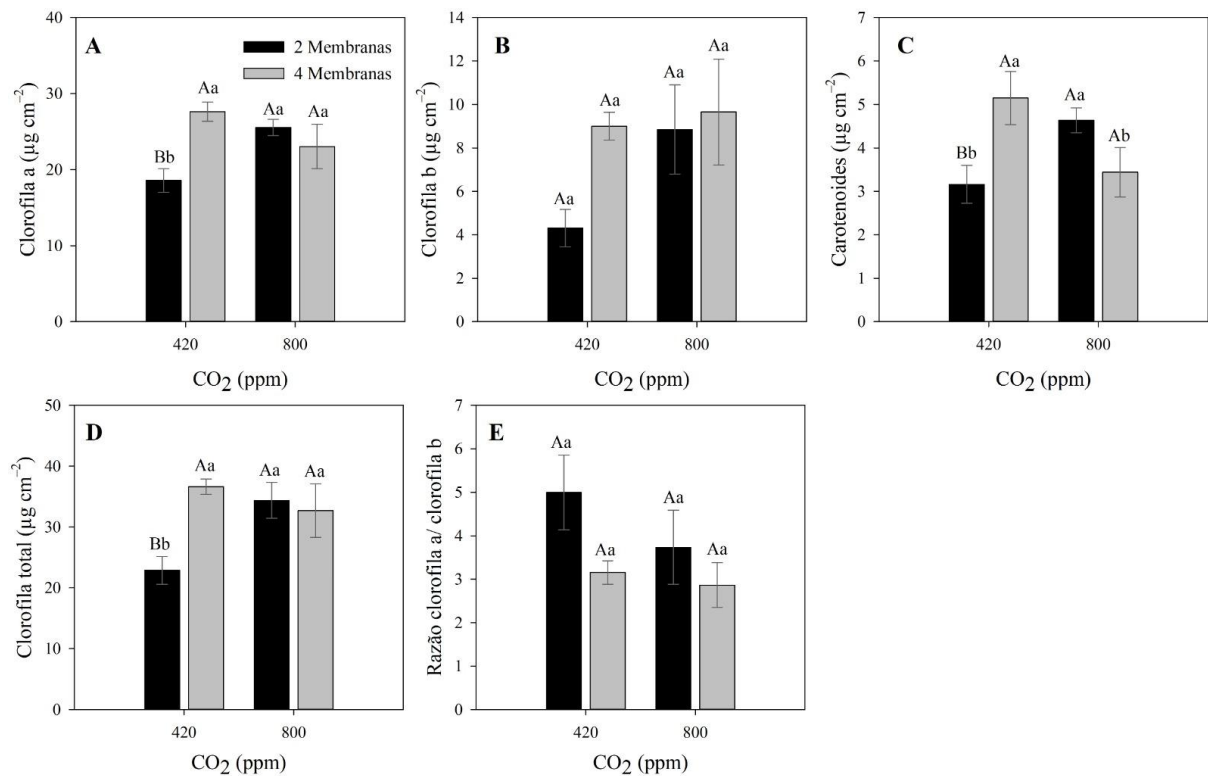 A
2 Membranas
4 Membranas
Clorofila a (µg cm−2)
40
30
20
10
0
Bb
Aa
Aa
Aa
420
800
CO2 (ppm)
B
Clorofila b (µg cm−2)
14
12
10
8
6
4
2
0
Aa
Aa
Aa
Aa
420
800
CO2 (ppm)
C
Carotenoides (µg cm−2)
7
6
5
4
3
2
1
0
Bb
Aa
Aa
Ab
420
800
CO2 (ppm)
D
Clorofila total (µg cm−2)
50
40
30
20
10
0
Bb
Aa
Aa
Aa
420
800
CO2 (ppm)
E
Razão clorofila a/ clorofila b
7
6
5
4
3
2
1
0
Aa
Aa
Aa
Aa
420
800
CO2 (ppm)